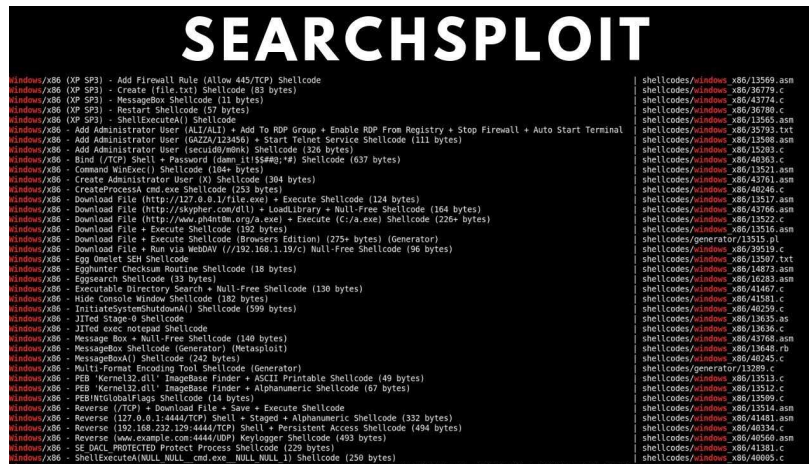 SEARCHSPLOIT
Windows/x86 (XP SP3) - Add Firewall Rule (Allow 445/TCP) Shellcode | shellcodes/windows_x86/13569.asm
Windows/x86 (XP SP3) - Create (file.txt) Shellcode (83 bytes) | shellcodes/windows_x86/36779.c
Windows/x86 (XP SP3) - MessageBox Shellcode (11 bytes) | shellcodes/windows_x86/43774.c
Windows/x86 (XP SP3) - Restart Shellcode (57 bytes) | shellcodes/windows_x86/36780.c
Windows/x86 (XP SP3) - ShellExecuteA() Shellcode | shellcodes/windows_x86/13565.asm
Windows/x86 - Add Administrator User (ALI/ALI) + Add To RDP Group + Enable RDP From Registry + Stop Firewall + Auto Start Terminal | shellcodes/windows_x86/35793.txt
Windows/x86 - Add Administrator User (GAZZA/123456) + Start Telnet Service Shellcode (111 bytes) | shellcodes/windows_x86/13508.asm
Windows/x86 - Add Administrator User (secuid0/m0nk) Shellcode (326 bytes) | shellcodes/windows_x86/15203.c
Windows/x86 - Bind (/TCP) Shell + Password (damn_it!$$##@;*#) Shellcode (637 bytes) | shellcodes/windows_x86/40363.c
Windows/x86 - Command WinExec() Shellcode (104+ bytes) | shellcodes/windows_x86/13521.asm
Windows/x86 - Create Administrator User (X) Shellcode (304 bytes) | shellcodes/windows_x86/43761.asm
Windows/x86 - CreateProcessA cmd.exe Shellcode (253 bytes) | shellcodes/windows_x86/40246.c
Windows/x86 - Download File (http://127.0.0.1/file.exe) + Execute Shellcode (124 bytes) | shellcodes/windows_x86/13517.asm
Windows/x86 - Download File (http://skypher.com/dll) + LoadLibrary + Null-Free Shellcode (164 bytes) | shellcodes/windows_x86/43766.asm
Windows/x86 - Download File (http://www.ph4nt0m.org/a.exe) + Execute (C:/a.exe) Shellcode (226+ bytes) | shellcodes/windows_x86/13522.c
Windows/x86 - Download File + Execute Shellcode (192 bytes) | shellcodes/windows_x86/13516.asm
Windows/x86 - Download File + Execute Shellcode (Browsers Edition) (275+ bytes) (Generator) | shellcodes/generator/13515.pl
Windows/x86 - Download File + Run via WebDAV (//192.168.1.19/c) Null-Free Shellcode (96 bytes) | shellcodes/windows_x86/39519.c
Windows/x86 - Egg Omelet SEH Shellcode | shellcodes/windows_x86/13507.txt
Windows/x86 - Egghunter Checksum Routine Shellcode (18 bytes) | shellcodes/windows_x86/14873.asm
Windows/x86 - Eggsearch Shellcode (33 bytes) | shellcodes/windows_x86/16283.asm
Windows/x86 - Executable Directory Search + Null-Free Shellcode (130 bytes) | shellcodes/windows_x86/41467.c
Windows/x86 - Hide Console Window Shellcode (182 bytes) | shellcodes/windows_x86/41581.c
Windows/x86 - InitiateSystemShutdownA() Shellcode (599 bytes) | shellcodes/windows_x86/40259.c
Windows/x86 - JITed Stage-0 Shellcode | shellcodes/windows_x86/13635.as
Windows/x86 - JITed exec notepad Shellcode | shellcodes/windows_x86/13636.c
Windows/x86 - Message Box + Null-Free Shellcode (140 bytes) | shellcodes/windows_x86/43768.asm
Windows/x86 - MessageBox Shellcode (Generator) (Metasploit) | shellcodes/windows_x86/13648.rb
Windows/x86 - MessageBoxA() Shellcode (242 bytes) | shellcodes/windows_x86/40245.c
Windows/x86 - Multi-Format Encoding Tool Shellcode (Generator) | shellcodes/generator/13289.c
Windows/x86 - PEB 'Kernel32.dll' ImageBase Finder + ASCII Printable Shellcode (49 bytes) | shellcodes/windows_x86/13513.c
Windows/x86 - PEB 'Kernel32.dll' ImageBase Finder + Alphanumeric Shellcode (67 bytes) | shellcodes/windows_x86/13512.c
Windows/x86 - PEB!NtGlobalFlags Shellcode (14 bytes) | shellcodes/windows_x86/13509.c
Windows/x86 - Reverse (/TCP) + Download File + Save + Execute Shellcode | shellcodes/windows_x86/13514.asm
Windows/x86 - Reverse (127.0.0.1:4444/TCP) Shell + Staged + Alphanumeric Shellcode (332 bytes) | shellcodes/windows_x86/41481.asm
Windows/x86 - Reverse (192.168.232.129:4444/TCP) Shell + Persistent Access Shellcode (494 bytes) | shellcodes/windows_x86/40334.c
Windows/x86 - Reverse (www.example.com:4444/UDP) Keylogger Shellcode (493 bytes) | shellcodes/windows_x86/40560.asm
Windows/x86 - SE_DACL_PROTECTED Protect Process Shellcode (229 bytes) | shellcodes/windows_x86/41381.c
Windows/x86 - ShellExecuteA(NULL_NULL__cmd.exe__NULL_NULL_1) Shellcode (250 bytes) | shellcodes/windows_x86/40005.c